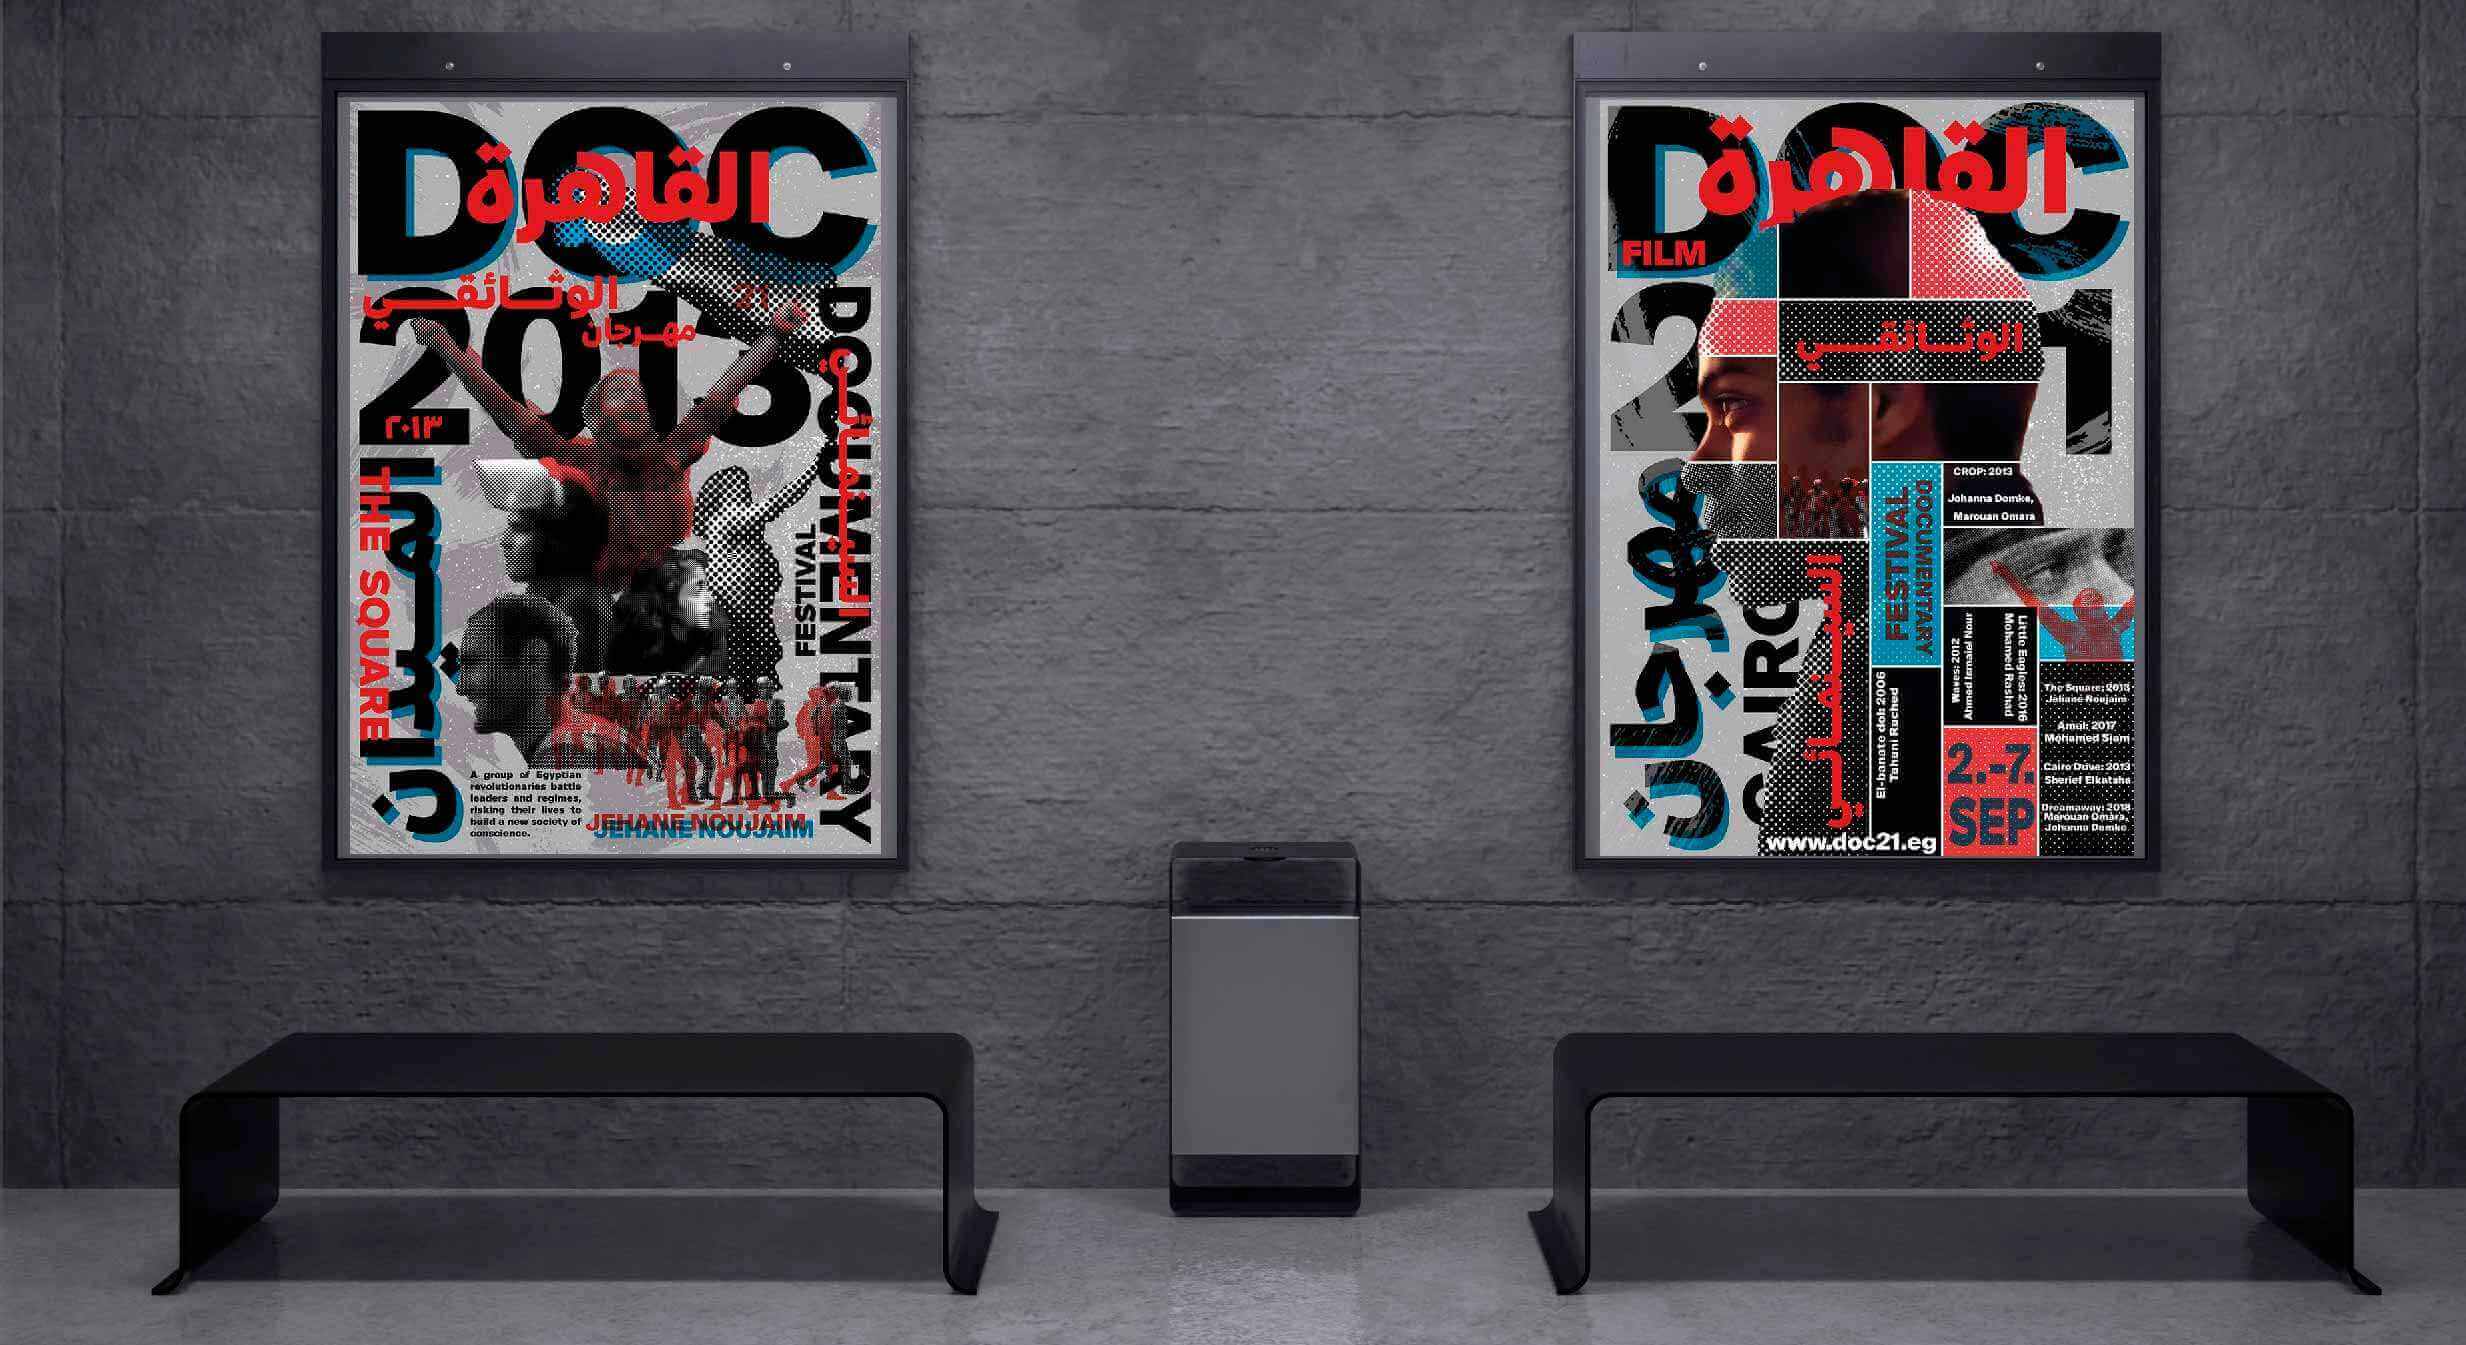 DOC
القاهرة
الوثــائقــي
مهـرجان
21
2013
٢٠١٣
الميدان
THE SQUARE
DOCUMENTARY
السينمائي
FESTIVAL
A group of Egyptian
revolutionaries battle
leaders and regimes,
risking their lives to
build a new society of
conscience.
JEHANE NOUJAIM
DOC
القاهرة
FILM
21
الوثــائقــي
مهرجان
CAIRO
السينمائي
FESTIVAL
DOCUMENTARY
CROP: 2013
Johanna Domke,
Marouan Omara
Waves: 2012
Ahmed Ismaiel Nour
Little Eagles: 2016
Mohamed Rashad
El-banate dol: 2006
Tahani Rached
The Square: 2013
Jehane Noujaim
Amal: 2017
Mohamed Siam
Cairo Drive: 2013
Sherief Elkatsha
Dreamaway: 2018
Marouan Omara,
Johanna Domke
2.-7.
SEP
www.doc21.eg